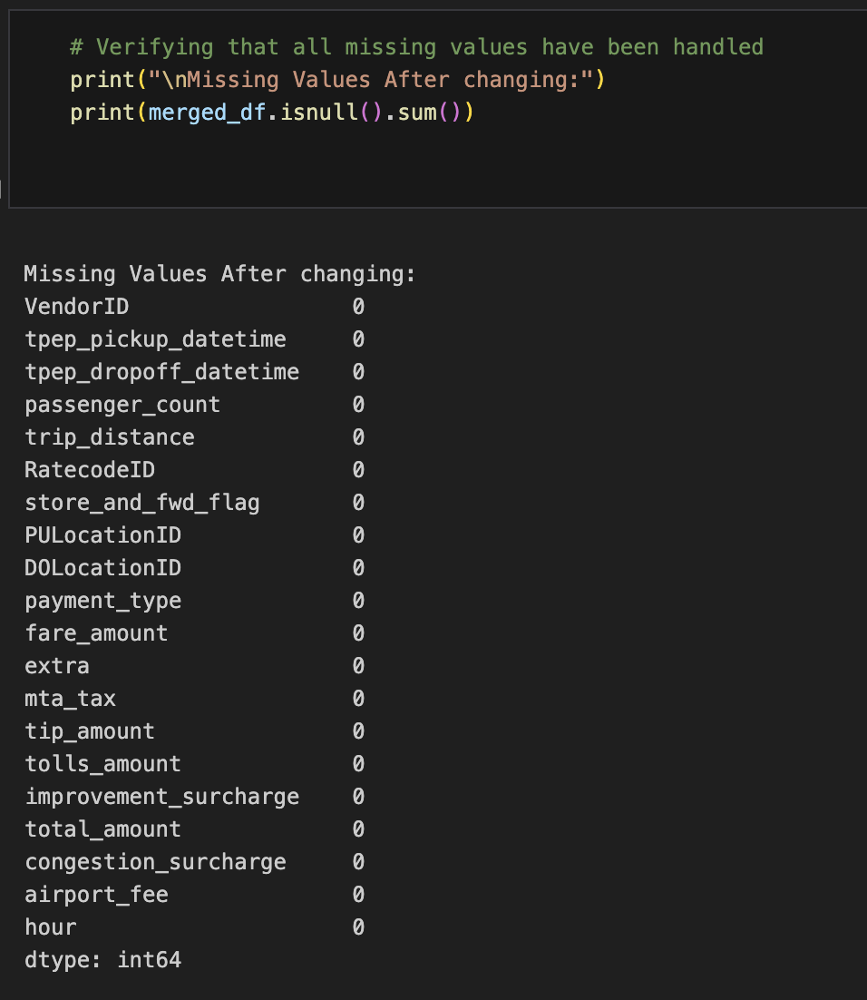 # Verifying that all missing values have been handled
print("\nMissing Values After changing:")
print(merged_df.isnull().sum())
Missing Values After changing:
VendorID 0
tpep_pickup_datetime 0
tpep_dropoff_datetime 0
passenger_count 0
trip_distance 0
RatecodeID 0
store_and_fwd_flag 0
PULocationID 0
DOLocationID 0
payment_type 0
fare_amount 0
extra 0
mta_tax 0
tip_amount 0
tolls_amount 0
improvement_surcharge 0
total_amount 0
congestion_surcharge 0
airport_fee 0
hour 0
dtype: int64